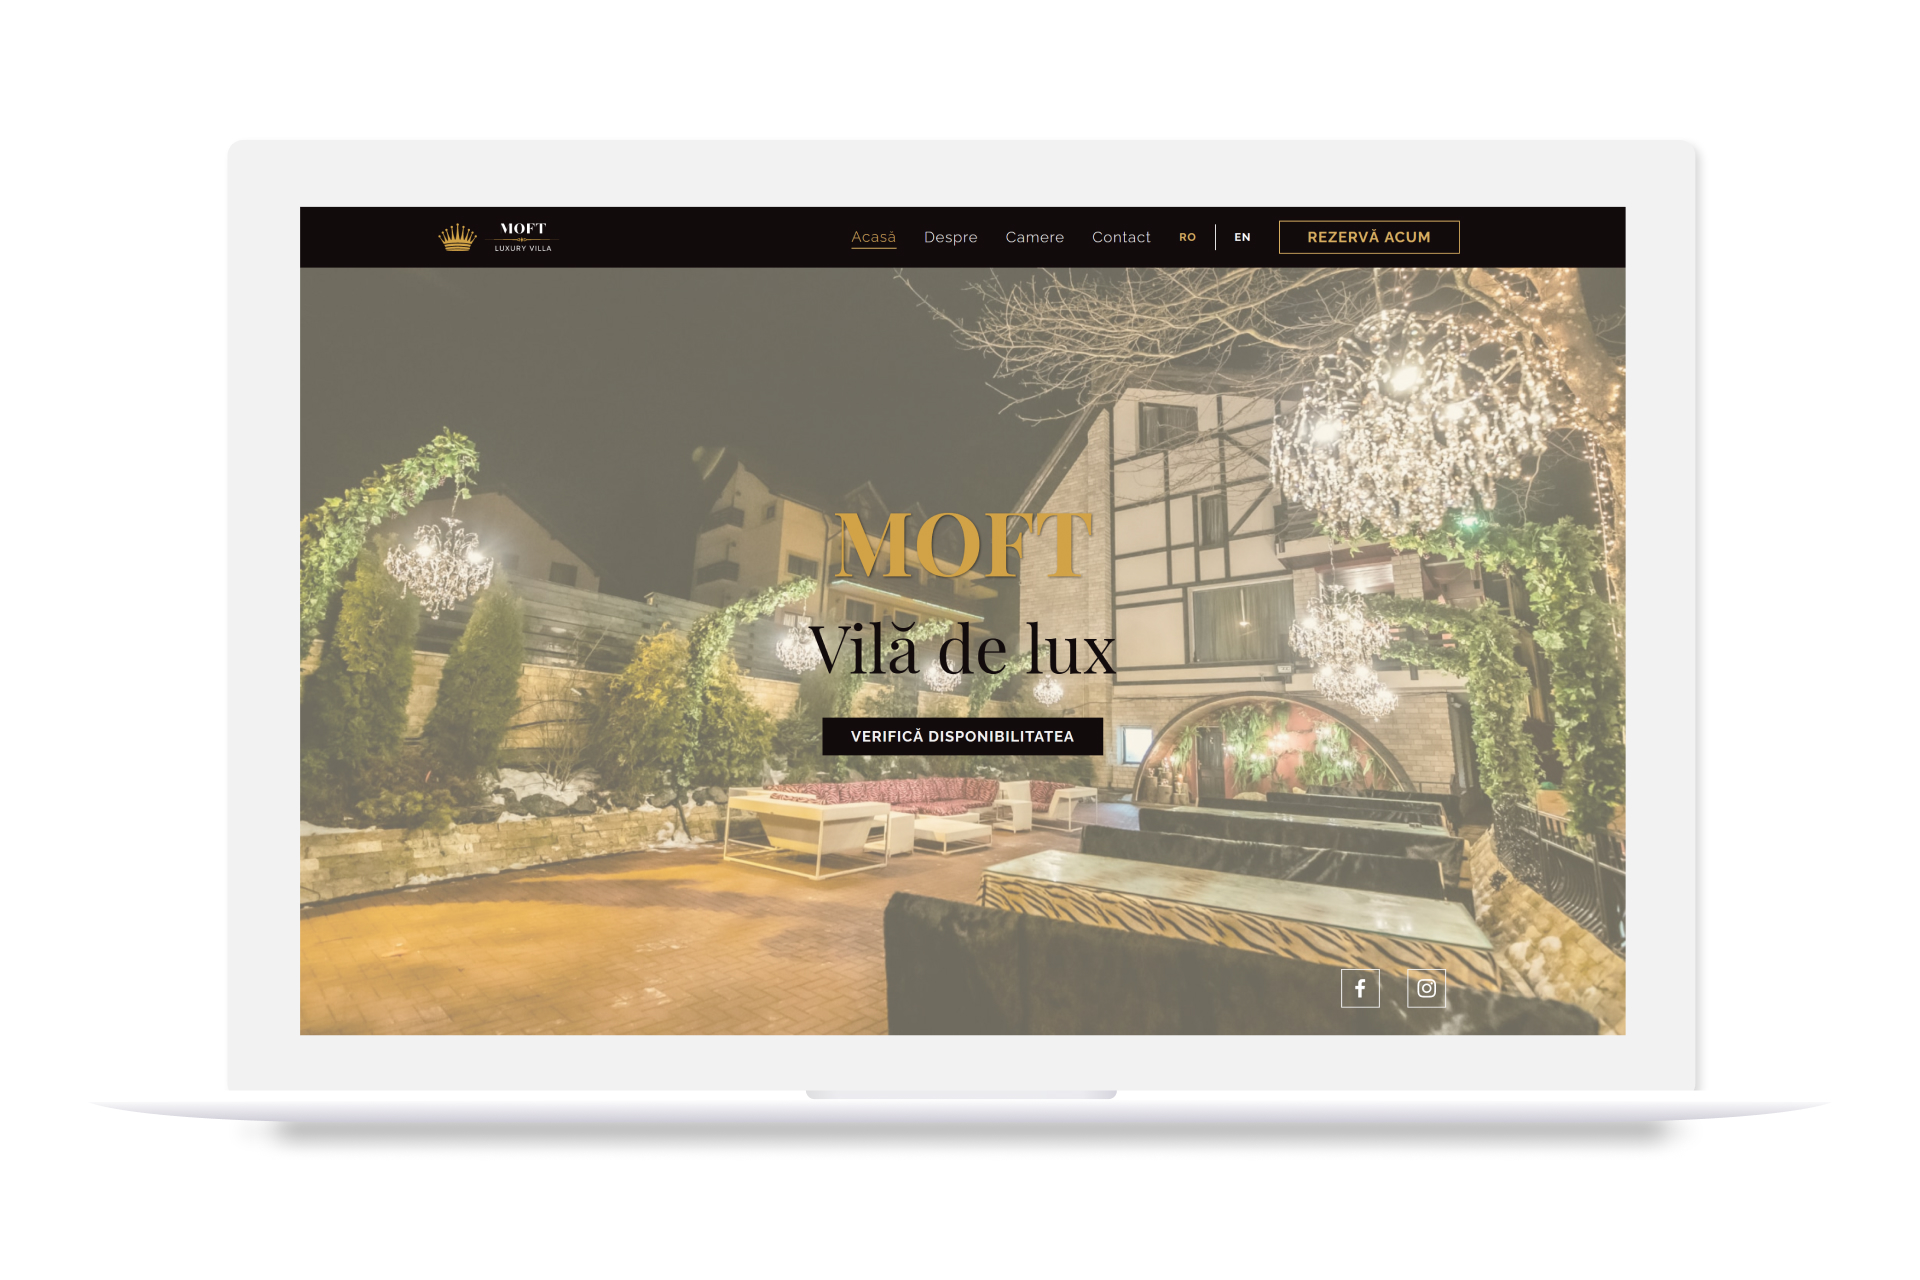 MOFT
LUXURY VILLA
Acasă Despre Camere Contact RO EN REZERVĂ ACUM
MOFT
Vilă de lux
VERIFICĂ DISPONIBILITATEA